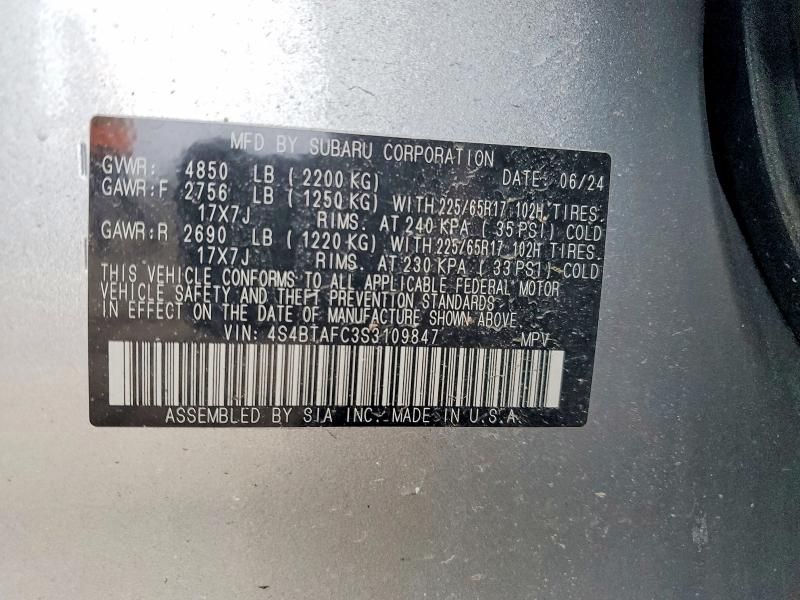 MFD BY SUBARU CORPORATION
GVWR: 4850 LB ( 2200 KG) DATE: 06/24
GAWR:F 2756 LB ( 1250 KG) WITH 225/65R17 102H TIRES.
17X7J RIMS. AT 240 KPA ( 35 PSI) COLD
GAWR:R 2690 LB ( 1220 KG) WITH 225/65R17 102H TIRES.
17X7J RIMS. AT 230 KPA ( 33 PSI) COLD
THIS VEHICLE CONFORMS TO ALL APPLICABLE FEDERAL MOTOR
VEHICLE SAFETY AND THEFT PREVENTION STANDARDS
IN EFFECT ON THE DATE OF MANUFACTURE SHOWN ABOVE.
VIN: 4S4BTAFC3S3109847 MPV
ASSEMBLED BY SIA INC. MADE IN U.S.A.